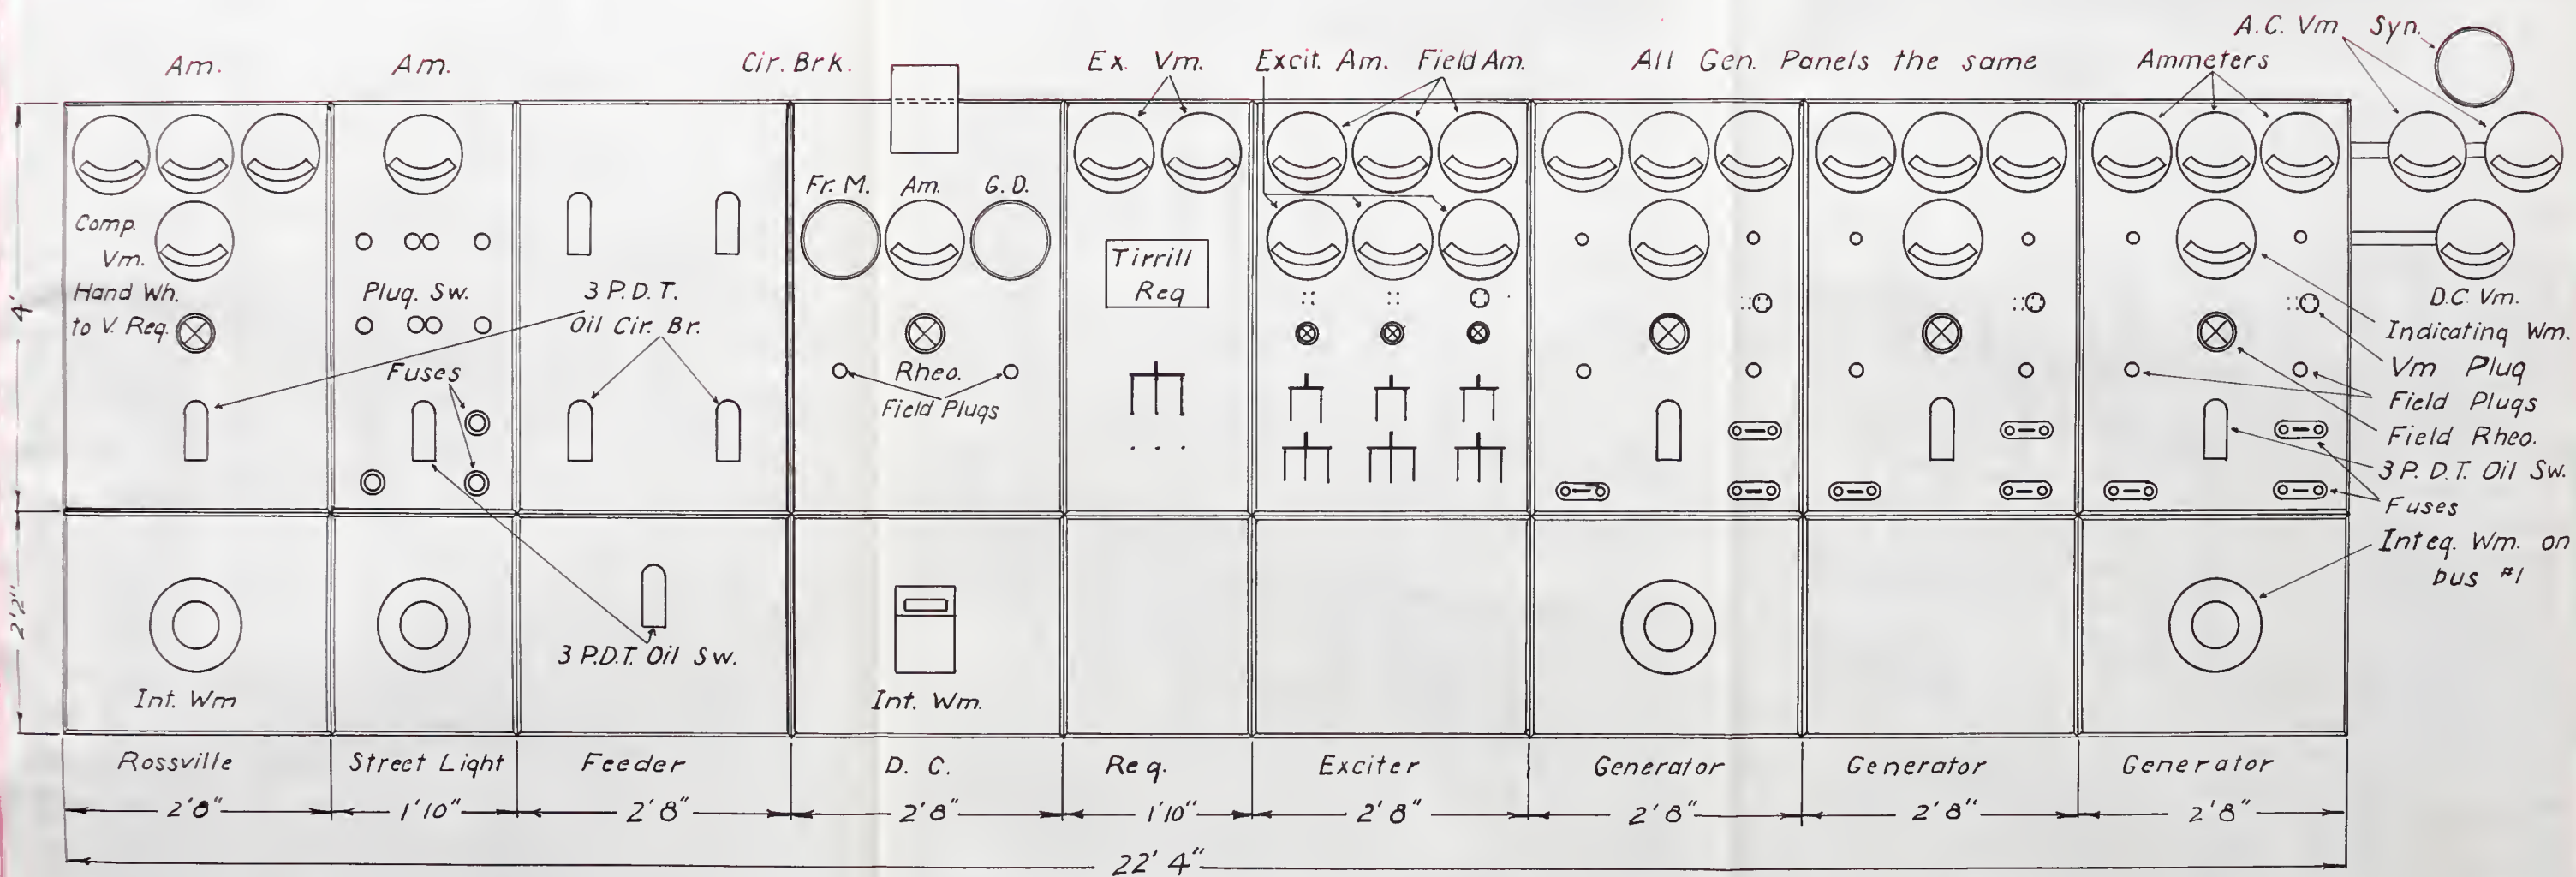 Am.
Am.
Cir. Brk.
Ex. Vm.
Excit. Am.
Field Am.
All Gen. Panels the same
Ammeters
A.C. Vm
Syn.
Comp.
Vm.
Hand Wh.
to V. Reg.
Plug. Sw.
Fuses
3 P.D.T.
Oil Cir. Br.
Fr. M.
Am.
G. D.
Rheo.
Field Plugs
Tirrill
Reg
D.C. Vm.
Indicating Wm.
Vm Plug
Field Plugs
Field Rheo.
3 P. D. T. Oil Sw.
Fuses
Integ. Wm. on
bus #1
4'
2'2"
Int. Wm
3 P.D.T. Oil Sw.
Int. Wm.
Rossville
Street Light
Feeder
D. C.
Reg.
Exciter
Generator
Generator
Generator
2'8"
1'10"
2'8"
2'8"
1'10"
2'8"
2'8"
2'8"
2'8"
22' 4"